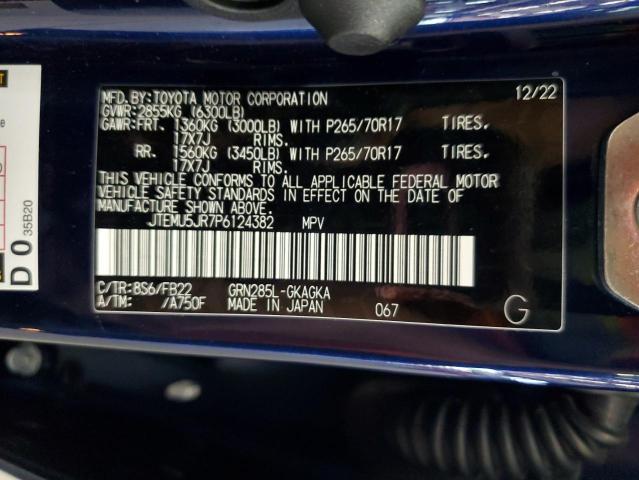 MFD.BY:TOYOTA MOTOR CORPORATION 12/22
GVWR:2855KG (6300LB)
GAWR:FRT. 1360KG (3000LB) WITH P265/70R17 TIRES,
17X7J RIMS.
RR. 1560KG (3450LB) WITH P265/70R17 TIRES,
17X7J RIMS.
THIS VEHICLE CONFORMS TO ALL APPLICABLE FEDERAL MOTOR
VEHICLE SAFETY STANDARDS IN EFFECT ON THE DATE OF
MANUFACTURE SHOWN ABOVE.
JTEMU5JR7P6124382 MPV
C/TR:8S6/FB22 GRN285L-GKAGKA
A/TM: /A750F MADE IN JAPAN 067 G
D 0 35B20